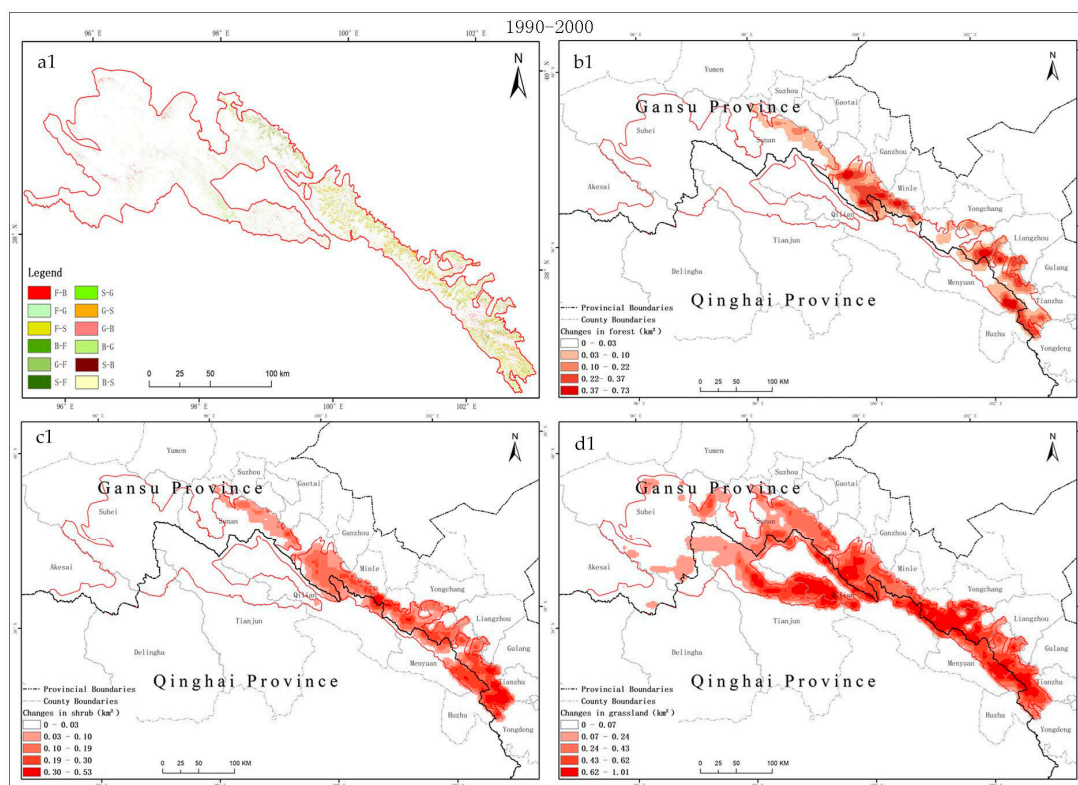 1990-2000
a1
96° E
98° E
100° E
102° E
N
38° N
40° N
38° N
Legend
F-B
S-G
F-G
G-S
F-S
G-B
B-F
B-G
G-F
S-B
S-F
B-S
0 50 100 km
96° E
98° E
100° E
102° E
b1
N
Yumen
Suzhou
Gaotai
Gansu Province
Subei
Sunan
Ganzhou
Akesai
Minle
Yongchang
Qilian
Tianjun
Liangzhou
Delingha
Gulang
Menyuan
Tianzhu
Qinghai Province
Huzhu
Yongdeng
Provincial Boundaries
County Boundaries
Changes in forest (km²)
0 - 0.03
0.03 - 0.10
0.10 - 0.22
0.22- 0.37
0.37 - 0.73
0 50 100 KM
c1
N
Yumen
Suzhou
Gaotai
Gansu Province
Subei
Sunan
Ganzhou
Akesai
Minle
Yongchang
Qilian
Tianjun
Liangzhou
Delingha
Gulang
Menyuan
Tianzhu
Qinghai Province
Huzhu
Yongdeng
Provincial Boundaries
County Boundaries
Changes in shrub (km²)
0 - 0.03
0.03 - 0.10
0.10 - 0.19
0.19 - 0.30
0.30 - 0.53
0 50 100 KM
d1
N
Yumen
Suzhou
Gaotai
Gansu Province
Subei
Sunan
Ganzhou
Akesai
Minle
Yongchang
Qilian
Tianjun
Liangzhou
Delingha
Gulang
Menyuan
Tianzhu
Qinghai Province
Huzhu
Yongdeng
Provincial Boundaries
County Boundaries
Changes in grassland (km²)
0 - 0.07
0.07 - 0.24
0.24 - 0.43
0.43 - 0.62
0.62 - 1.01
0 50 100 KM